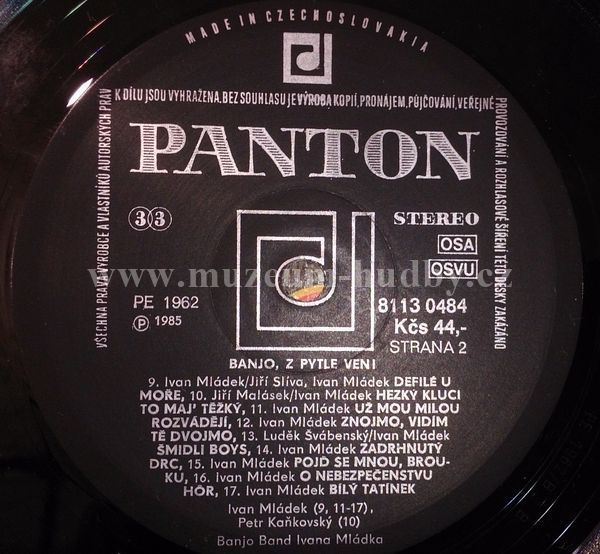 MADE IN CZECHOSLOVAKIA
VŠECHNA PRÁVA VÝROBCE A VLASTNÍKŮ AUTORSKÝCH PRÁV
K DÍLU JSOU VYHRAŽENA. BEZ SOUHLASU JE VÝROBA KOPIÍ, PRONÁJEM, PŮJČOVÁNÍ, VEŘEJNÉ
PROVOZOVÁNÍ A ROZHLASOVÉ ŠÍŘENÍ TÉTO DESKY ZAKÁZÁNO
PANTON
33
STEREO
OSA
OSVU
www.muzeum-hudby.cz
PE 1962
Ⓟ 1985
8113 0484
Kčs 44,-
STRANA 2
BANJO, Z PYTLE VEN!
9. Ivan Mládek/Jiří Slíva, Ivan Mládek DEFILÉ U
MOŘE, 10. Jiří Malásek/Ivan Mládek HEZKÝ KLUCI
TO MAJ' TĚŽKÝ, 11. Ivan Mládek UŽ MOU MILOU
ROZVÁDĚJÍ, 12. Ivan Mládek ZNOJMO, VIDÍM
TĚ DVOJMO, 13. Luděk Švábenský/Ivan Mládek
ŠMIDLI BOYS, 14. Ivan Mládek ZADRHNUTÝ
DRC, 15. Ivan Mládek POJĎ SE MNOU, BROU-
KU, 16. Ivan Mládek O NEBEZPEČENSTVU
HÔR, 17. Ivan Mládek BÍLÝ TATÍNEK
Ivan Mládek (9, 11-17),
Petr Kaňkovský (10)
Banjo Band Ivana Mládka